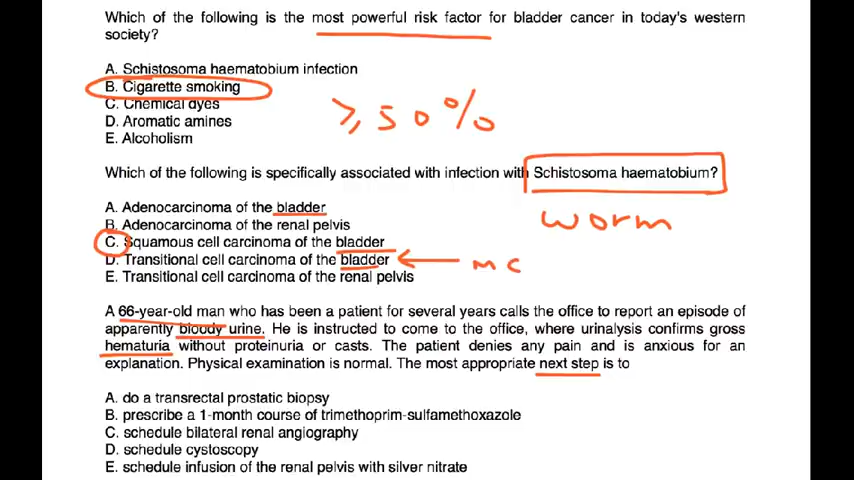 Which of the following is the most powerful risk factor for bladder cancer in today's western
society?
A. Schistosoma haematobium infection
B. Cigarette smoking
C. Chemical dyes
D. Aromatic amines
E. Alcoholism
≥ 50%
Which of the following is specifically associated with infection with Schistosoma haematobium?
worm
A. Adenocarcinoma of the bladder
B. Adenocarcinoma of the renal pelvis
C. Squamous cell carcinoma of the bladder
D. Transitional cell carcinoma of the bladder
mc
E. Transitional cell carcinoma of the renal pelvis
A 66-year-old man who has been a patient for several years calls the office to report an episode of
apparently bloody urine. He is instructed to come to the office, where urinalysis confirms gross
hematuria without proteinuria or casts. The patient denies any pain and is anxious for an
explanation. Physical examination is normal. The most appropriate next step is to
A. do a transrectal prostatic biopsy
B. prescribe a 1-month course of trimethoprim-sulfamethoxazole
C. schedule bilateral renal angiography
D. schedule cystoscopy
E. schedule infusion of the renal pelvis with silver nitrate